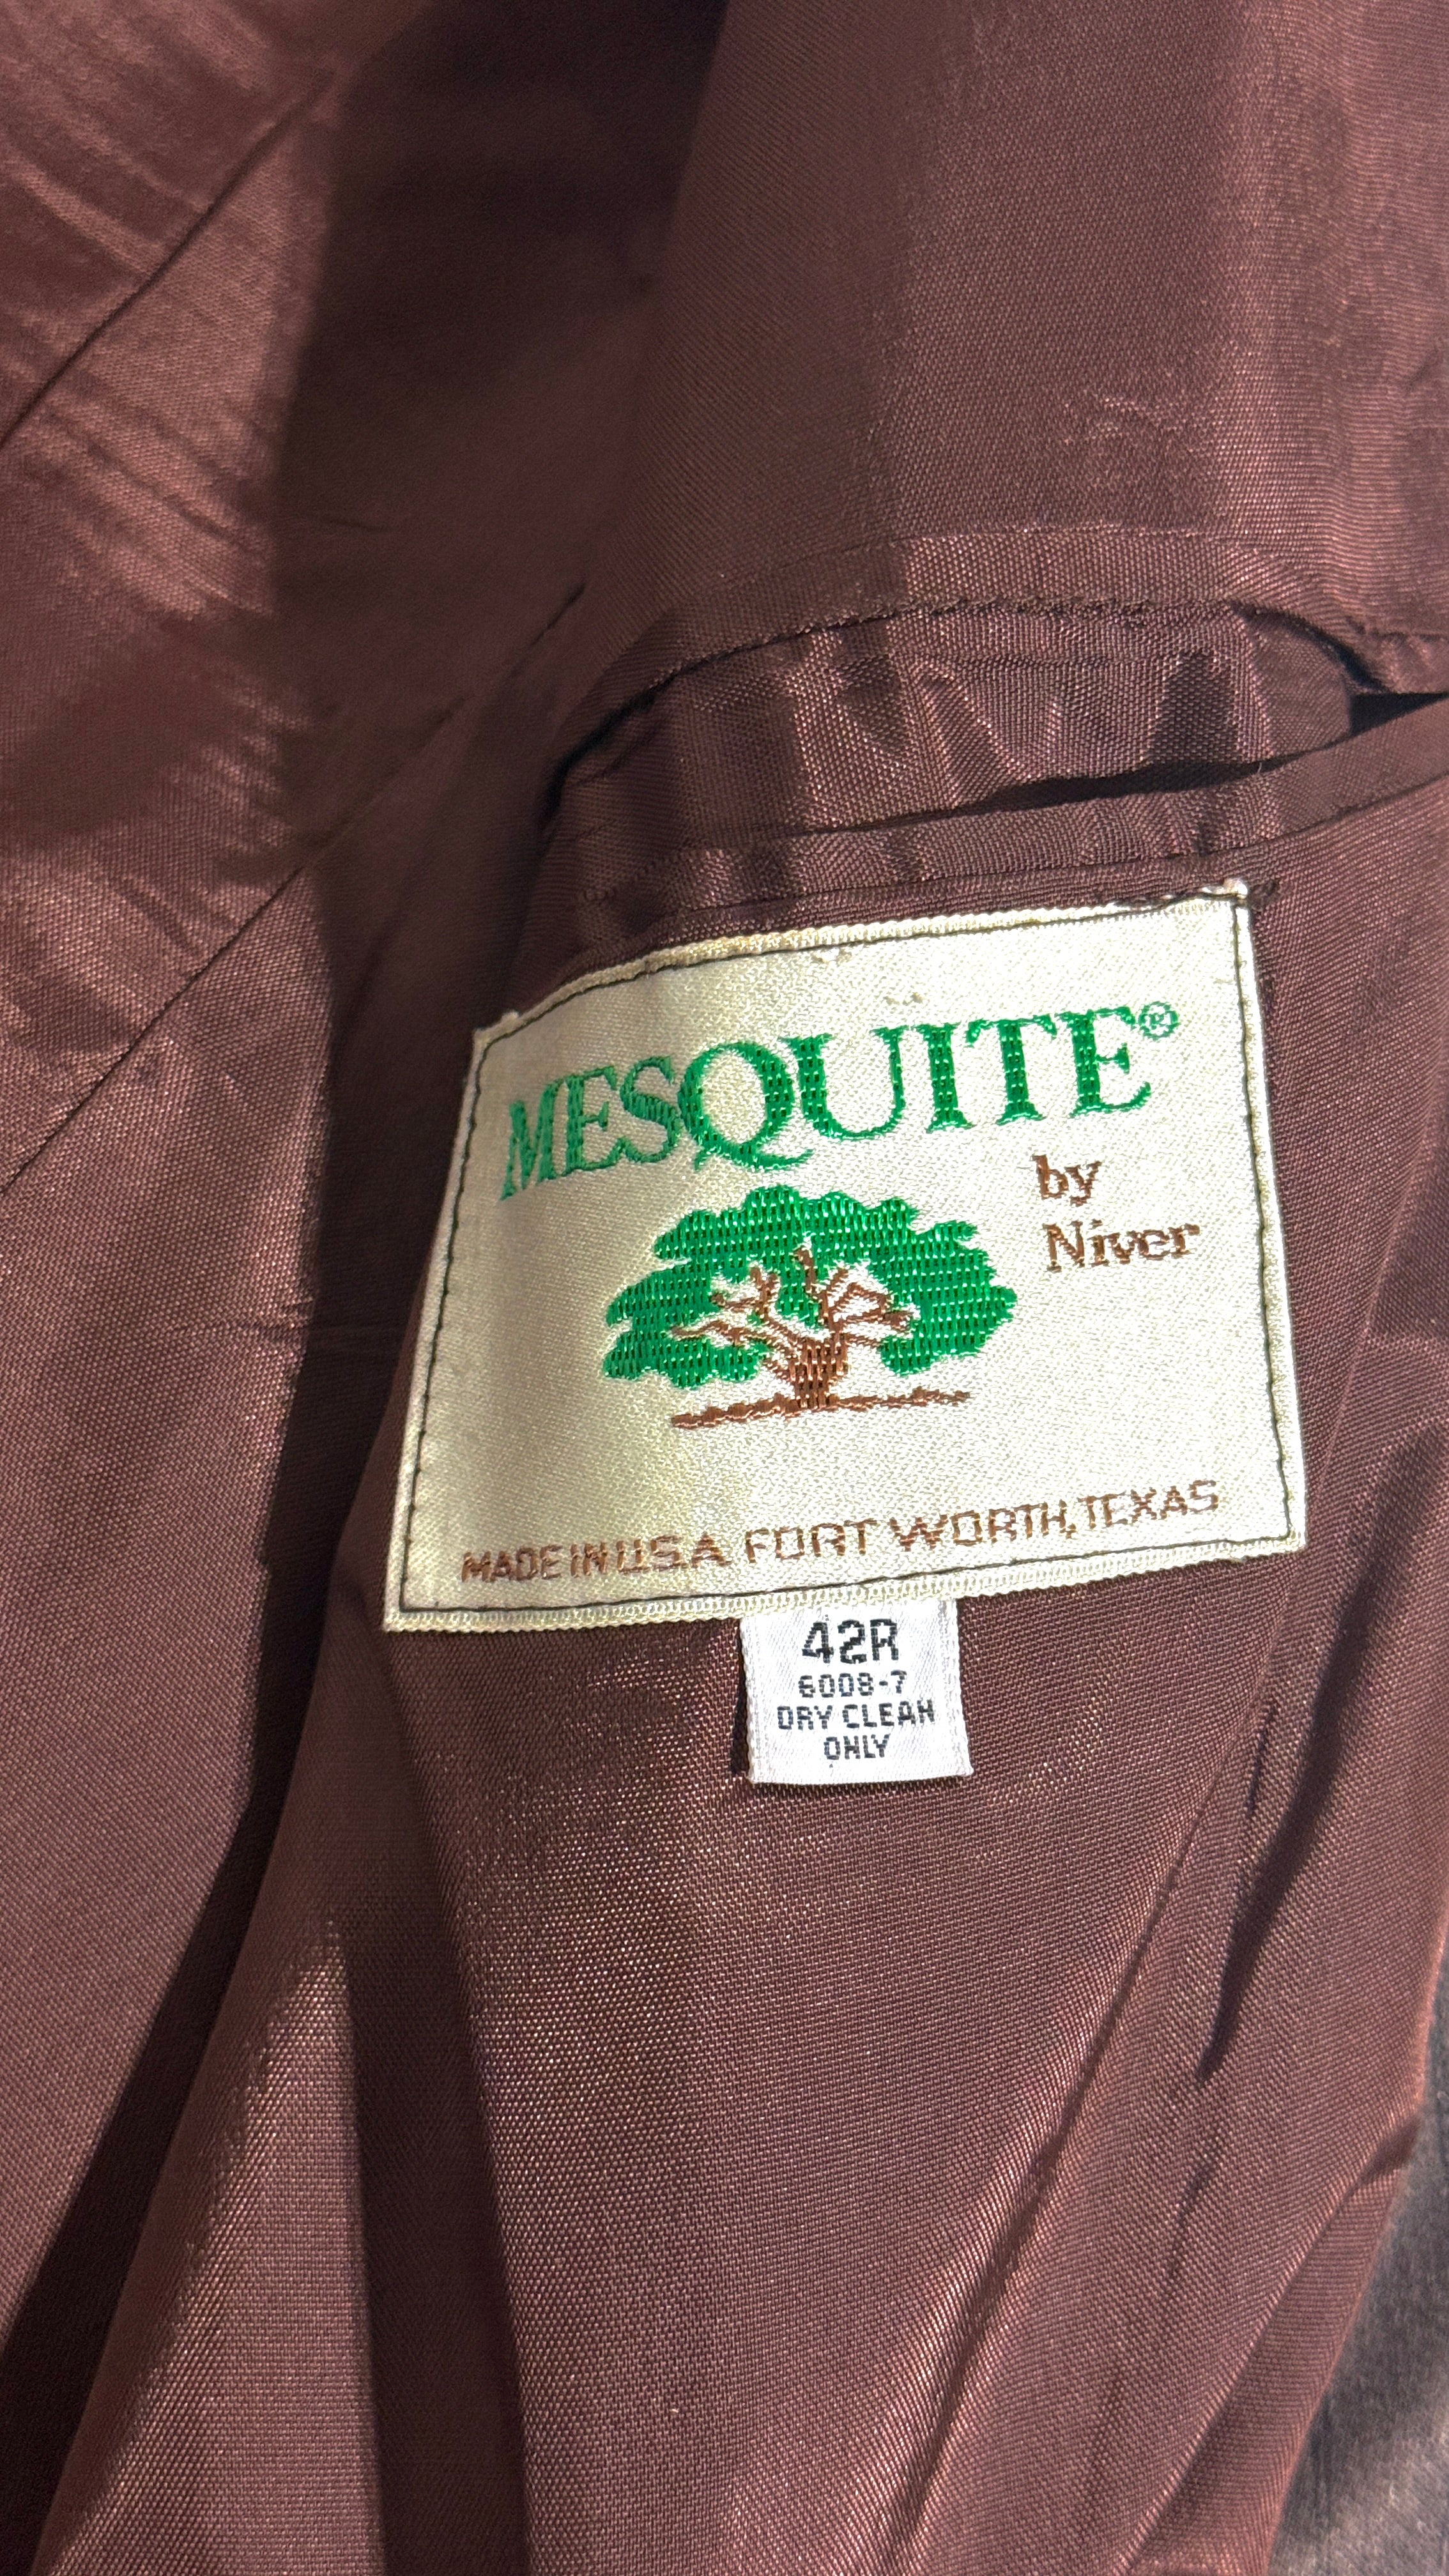 MESQUITE®
by
Niver
MADE IN U.S.A FORT WORTH, TEXAS
42R
6008-7
DRY CLEAN
ONLY